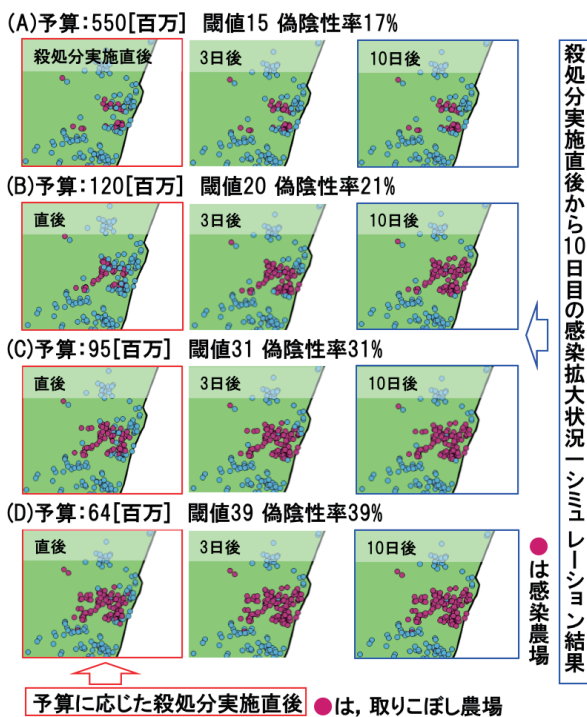 (A)予算:550[百万] 閾値15 偽陰性率17%
殺処分実施直後
3日後
10日後
(B)予算:120[百万] 閾値20 偽陰性率21%
直後
3日後
10日後
(C)予算:95[百万] 閾値31 偽陰性率31%
直後
3日後
10日後
(D)予算:64[百万] 閾値39 偽陰性率39%
直後
3日後
10日後
予算に応じた殺処分実施直後
●は,取りこぼし農場
●は感染農場
殺処分実施直後から10日目の感染拡大状況ーシミュレーション結果